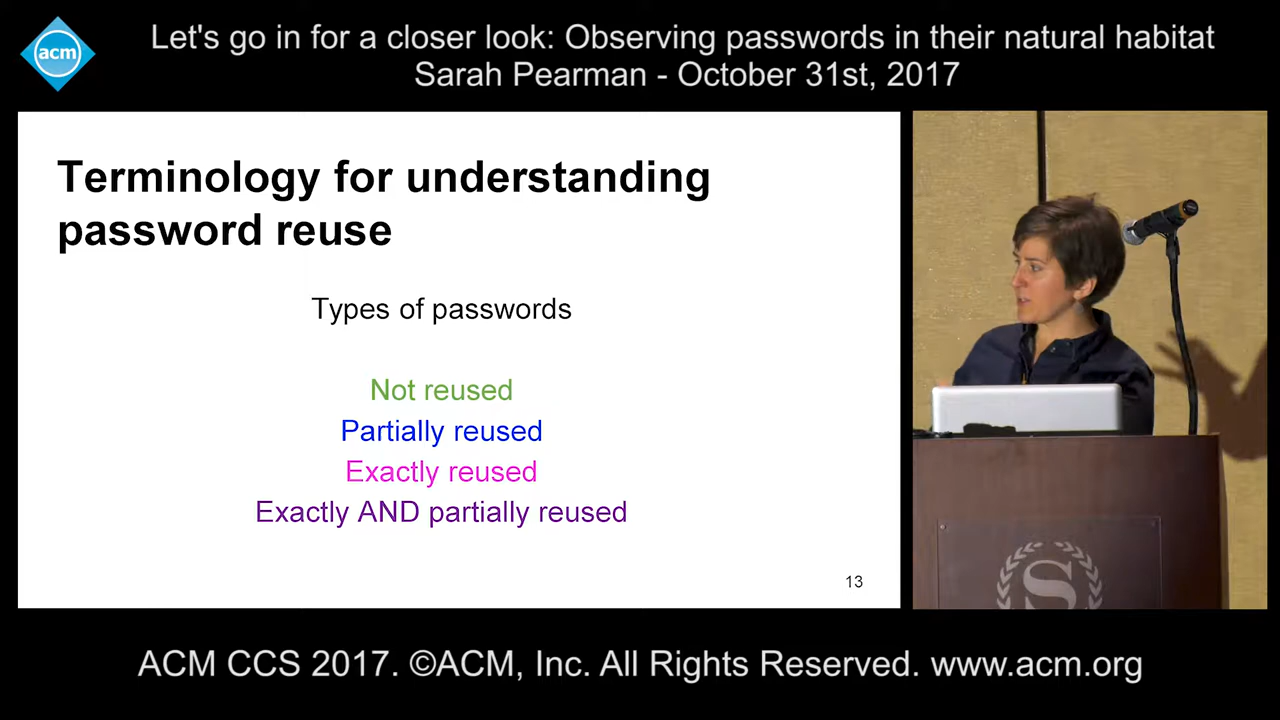 acm
Let's go in for a closer look: Observing passwords in their natural habitat
Sarah Pearman - October 31st, 2017
Terminology for understanding
password reuse
Types of passwords
Not reused
Partially reused
Exactly reused
Exactly AND partially reused
13
S
ACM CCS 2017. ©ACM, Inc. All Rights Reserved. www.acm.org